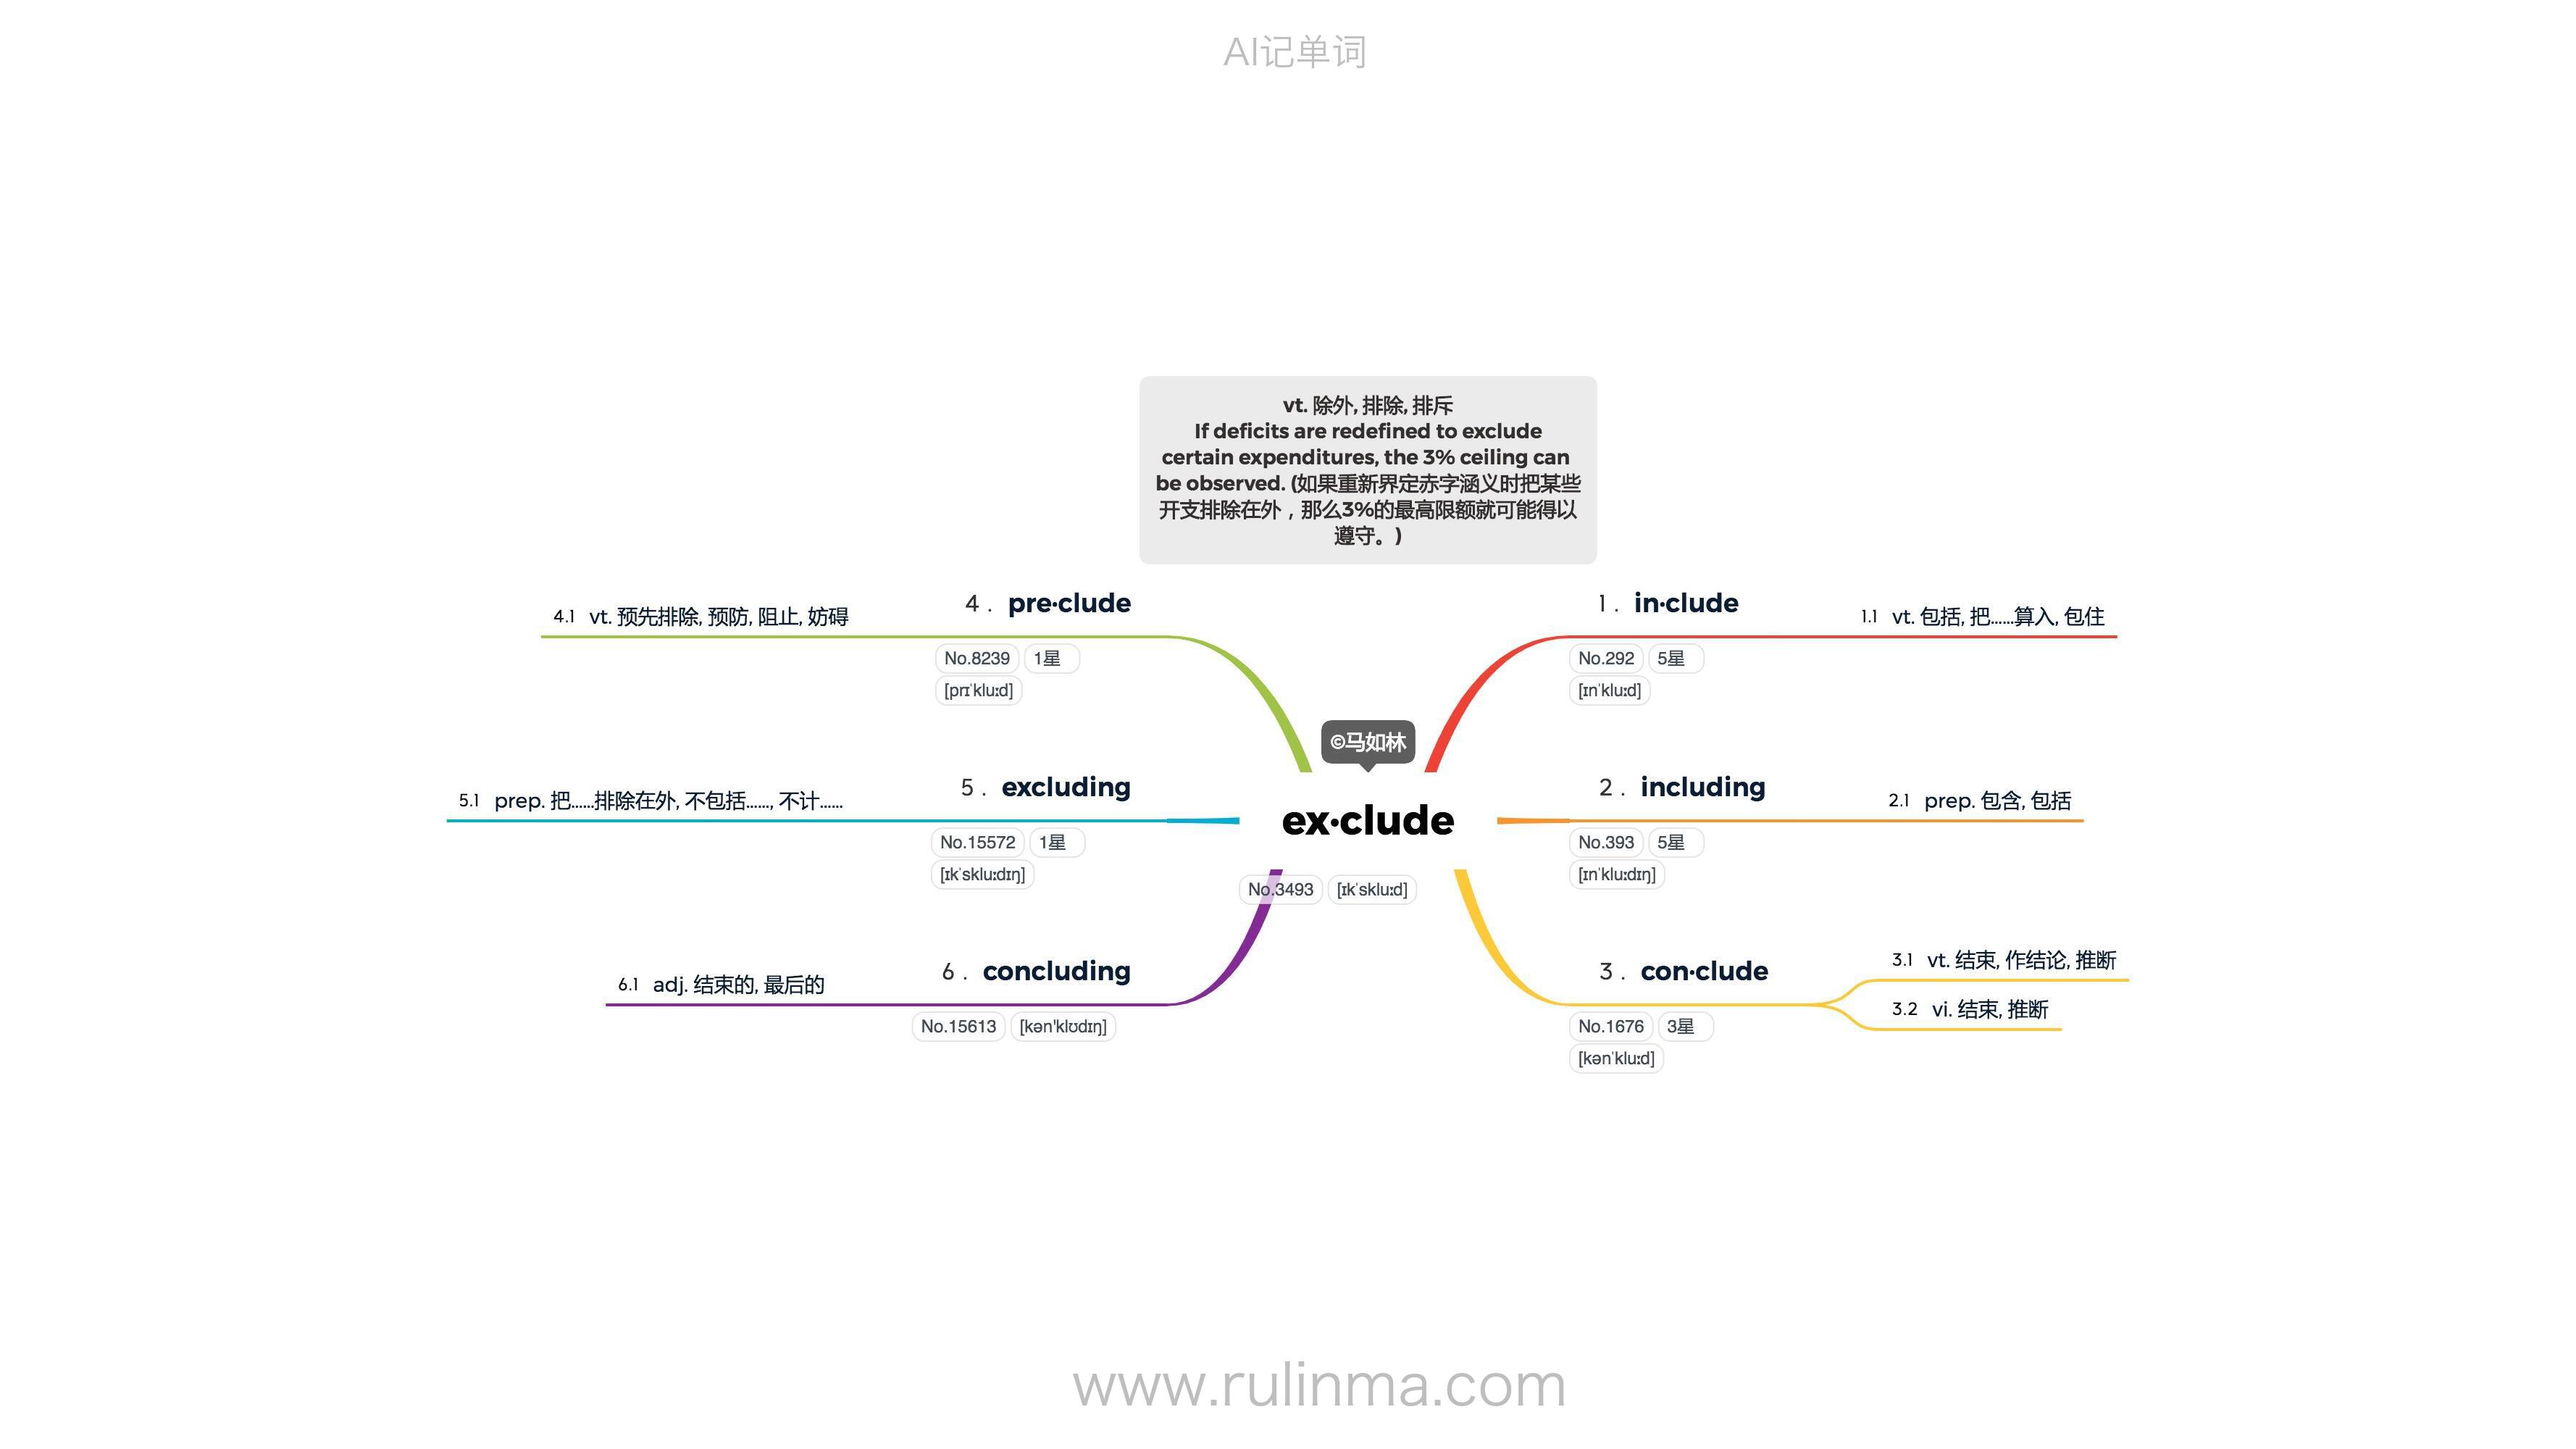 AI记单词
vt. 除外, 排除, 排斥
If deficits are redefined to exclude
certain expenditures, the 3% ceiling can
be observed. (如果重新界定赤字涵义时把某些
开支排除在外，那么3%的最高限额就可能得以
遵守。)
©马如林
ex·clude
No.3493 [ɪkˈskluːd]
1 . in·clude
No.292 5星
[ɪnˈkluːd]
1.1 vt. 包括, 把……算入, 包住
2 . including
No.393 5星
[ɪnˈkluːdɪŋ]
2.1 prep. 包含, 包括
3 . con·clude
No.1676 3星
[kənˈkluːd]
3.1 vt. 结束, 作结论, 推断
3.2 vi. 结束, 推断
4 . pre·clude
No.8239 1星
[prɪˈkluːd]
4.1 vt. 预先排除, 预防, 阻止, 妨碍
5 . excluding
No.15572 1星
[ɪkˈskluːdɪŋ]
5.1 prep. 把……排除在外, 不包括……, 不计……
6 . concluding
No.15613 [kən'klʊdɪŋ]
6.1 adj. 结束的, 最后的
www.rulinma.com